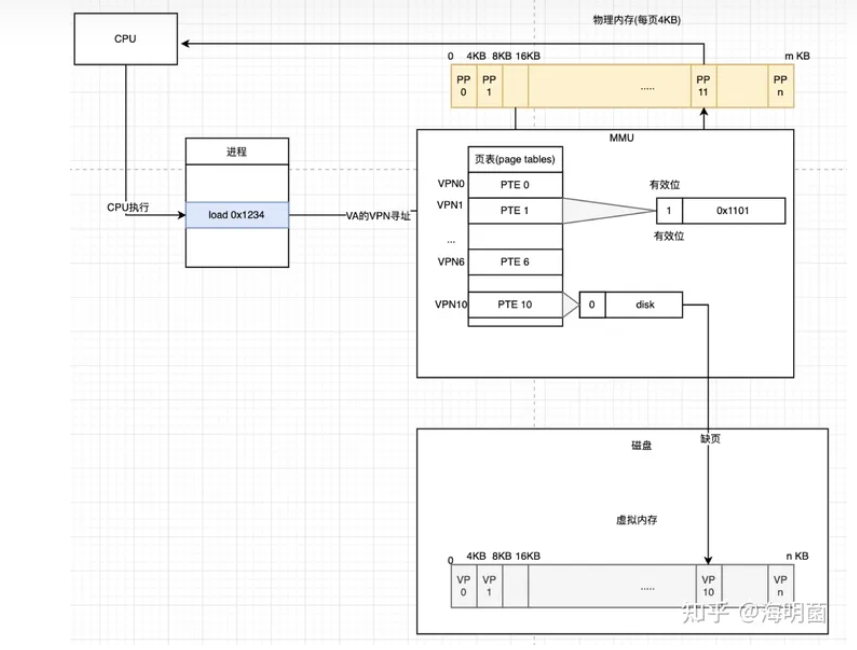 物理内存(每页4KB)
CPU
0 4KB 8KB 16KB m KB
PP 0
PP 1
.....
PP 11
PP n
MMU
进程
页表(page tables)
CPU执行
load 0x1234
VA的VPN寻址
VPN0 PTE 0
有效位
VPN1 PTE 1
1 0x1101
有效位
...
VPN6 PTE 6
VPN10 PTE 10
0 disk
缺页
磁盘
虚拟内存
0 4KB 8KB 16KB n KB
VP 0
VP 1
.....
VP 10
VP n
知乎 @海明菌